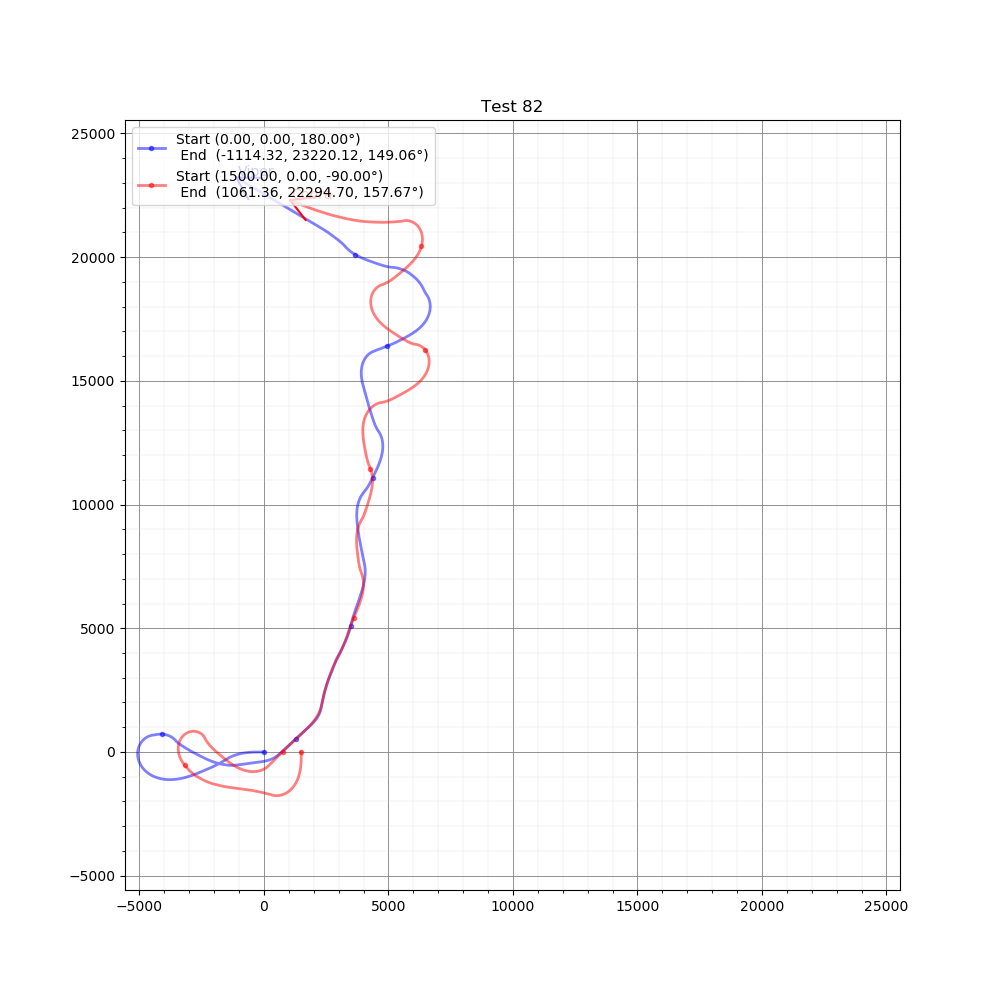 Test 82
Start (0.00, 0.00, 180.00°)
End (-1114.32, 23220.12, 149.06°)
Start (1500.00, 0.00, -90.00°)
End (1061.36, 22294.70, 157.67°)
25000
20000
15000
10000
5000
0
−5000
−5000 0 5000 10000 15000 20000 25000